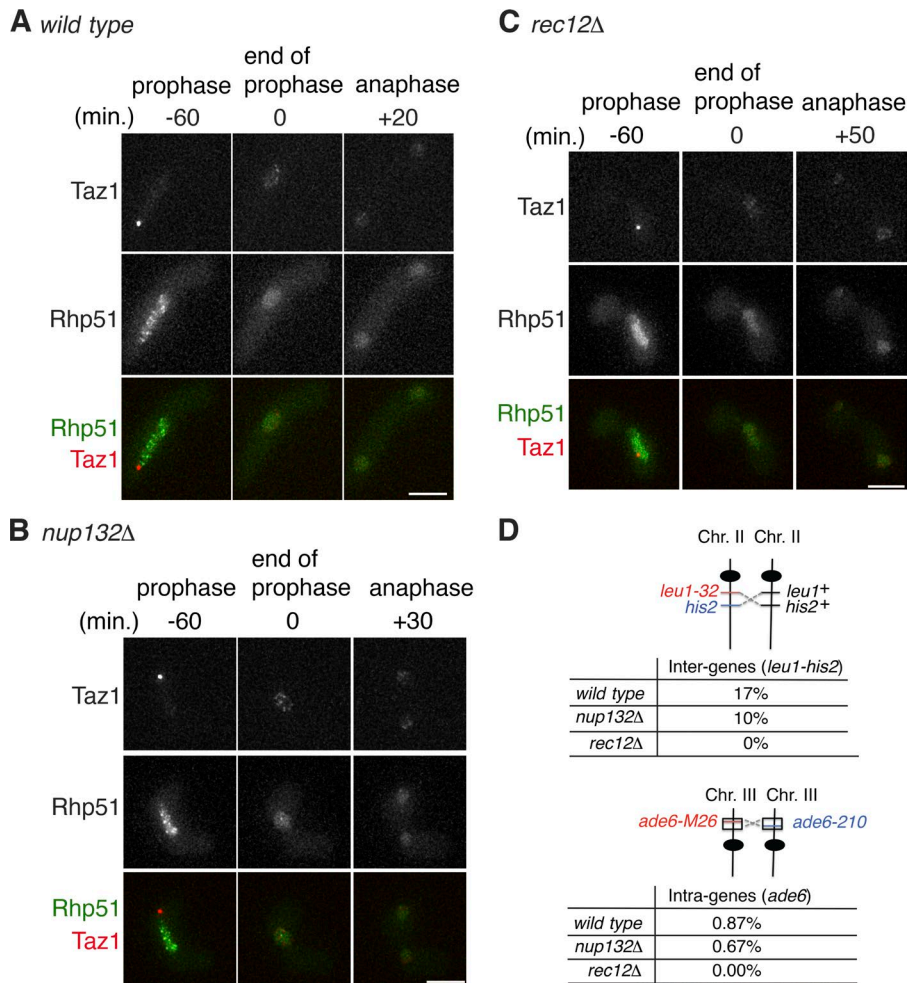 A wild type
prophase
end of
prophase
anaphase
(min.) -60 0 +20
Taz1
Rhp51
Rhp51
Taz1
B nup132Δ
prophase
end of
prophase
anaphase
(min.) -60 0 +30
Taz1
Rhp51
Rhp51
Taz1
C rec12Δ
prophase
end of
prophase
anaphase
(min.) -60 0 +50
Taz1
Rhp51
Rhp51
Taz1
D
Chr. II Chr. II
leu1-32 leu1+
his2 his2+
Inter-genes (leu1-his2)
wild type 17%
nup132Δ 10%
rec12Δ 0%
Chr. III Chr. III
ade6-M26 ade6-210
Intra-genes (ade6)
wild type 0.87%
nup132Δ 0.67%
rec12Δ 0.00%